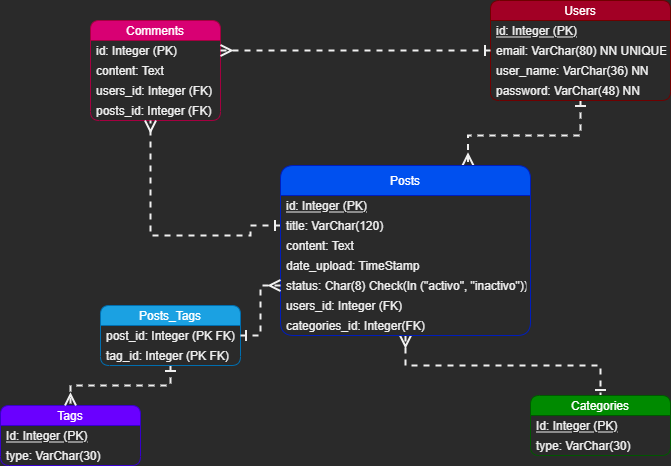 Users
id: Integer (PK)
email: VarChar(80) NN UNIQUE
user_name: VarChar(36) NN
password: VarChar(48) NN
Comments
id: Integer (PK)
content: Text
users_id: Integer (FK)
posts_id: Integer (FK)
Posts
id: Integer (PK)
title: VarChar(120)
content: Text
date_upload: TimeStamp
status: Char(8) Check(In ("activo", "inactivo"))
users_id: Integer (FK)
categories_id: Integer(FK)
Posts_Tags
post_id: Integer (PK FK)
tag_id: Integer (PK FK)
Tags
Id: Integer (PK)
type: VarChar(30)
Categories
Id: Integer (PK)
type: VarChar(30)